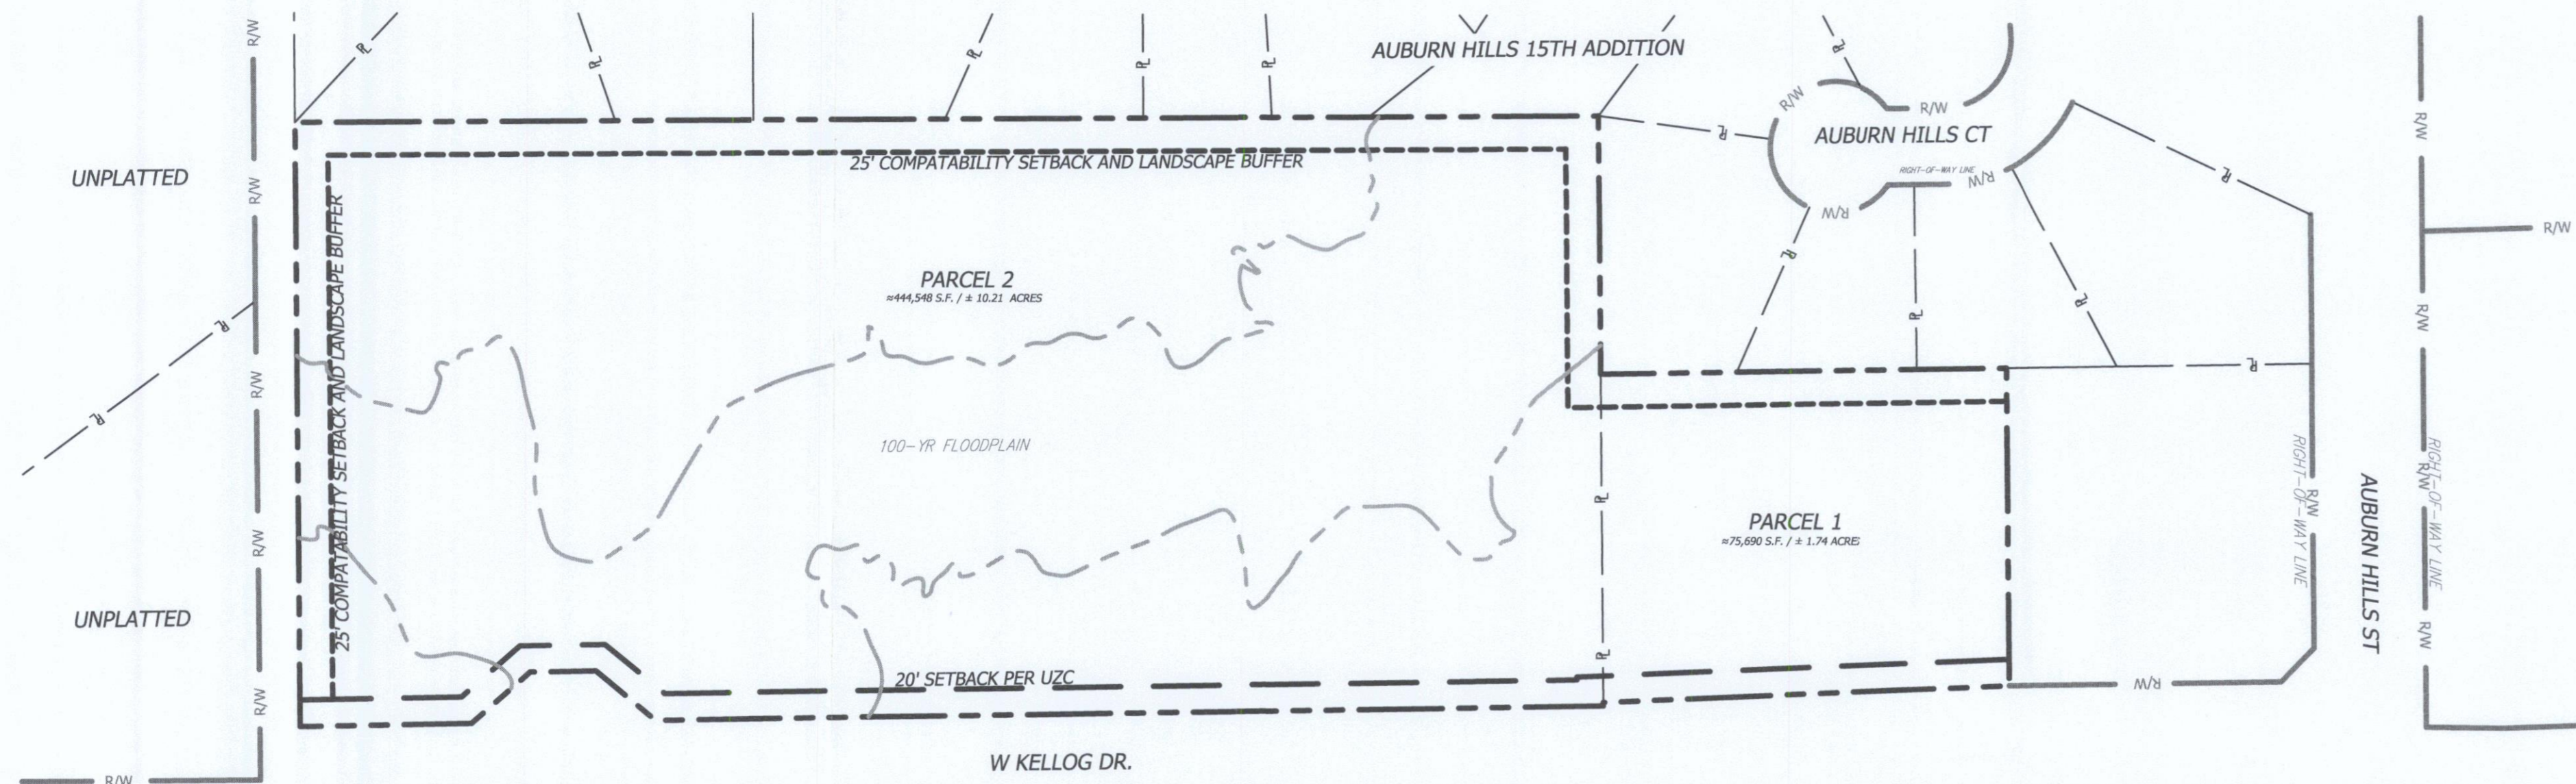 AUBURN HILLS 15TH ADDITION
R/W
R/W
R/W
R/W
AUBURN HILLS CT
RIGHT-OF-WAY LINE
R/W
R/W
UNPLATTED
25' COMPATABILITY SETBACK AND LANDSCAPE BUFFER
25' COMPATABILITY SETBACK AND LANDSCAPE BUFFER
R/W
R/W
R/W
PARCEL 2
≈444,548 S.F. / ± 10.21 ACRES
R/W
R/W
100-YR FLOODPLAIN
RIGHT-OF-WAY LINE
R/W
AUBURN HILLS ST
R/W
RIGHT-OF-WAY LINE
PARCEL 1
≈75,690 S.F. / ± 1.74 ACRES
R/W
UNPLATTED
R/W
20' SETBACK PER UZC
R/W
R/W
W KELLOG DR.
R/W